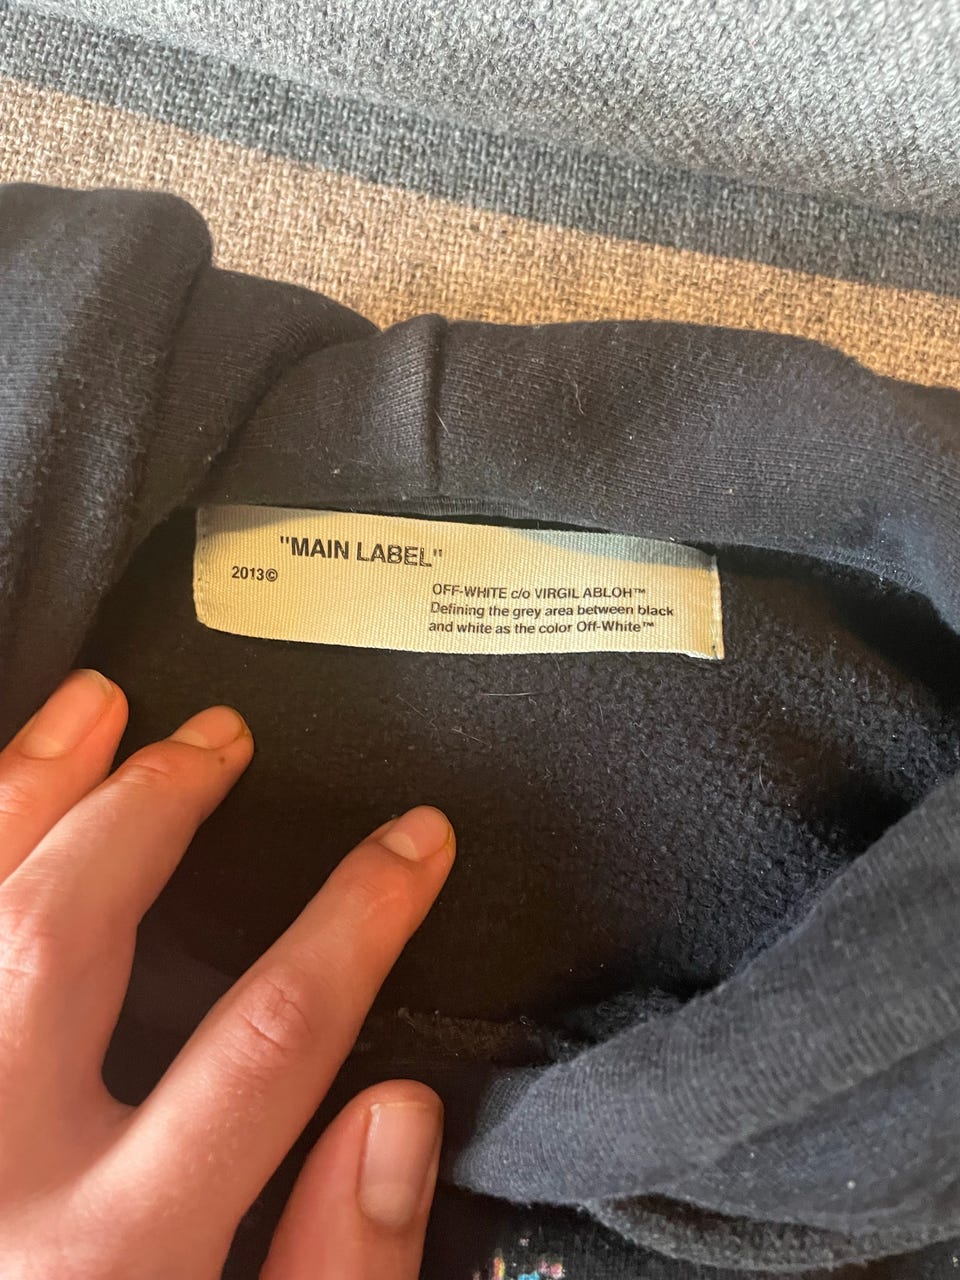 "MAIN LABEL"
2013©
OFF-WHITE c/o VIRGIL ABLOH™
Defining the grey area between black
and white as the color Off-White™